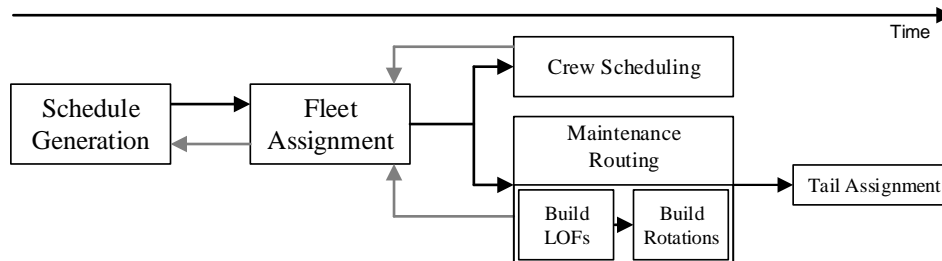 Time
Schedule
Generation
Fleet
Assignment
Crew Scheduling
Maintenance
Routing
Build
LOFs
Build
Rotations
Tail Assignment